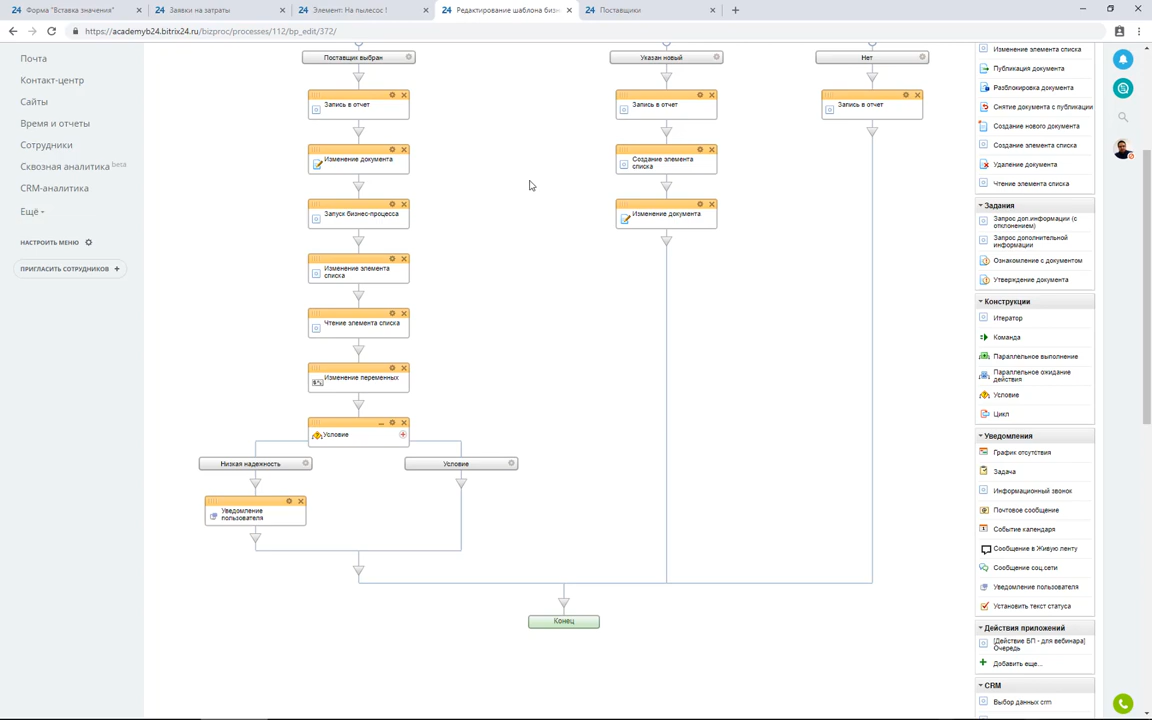 24 Форма "Вставка значения"
24 Заявки на затраты
24 Элемент: На пылесос !
24 Редактирование шаблона бизн
24 Поставщики
https://academyb24.bitrix24.ru/bizproc/processes/112/bp_edit/372/
Почта
Контакт-центр
Сайты
Время и отчеты
Сотрудники
Сквозная аналитика beta
CRM-аналитика
Ещё
НАСТРОИТЬ МЕНЮ
ПРИГЛАСИТЬ СОТРУДНИКОВ +
Поставщик выбран
Запись в отчет
Изменение документа
Запуск бизнес-процесса
Изменение элемента
списка
Чтение элемента списка
Изменение переменных
Условие
Низкая надежность
Условие
Уведомление
пользователя
Указан новый
Запись в отчет
Создание элемента
списка
Изменение документа
Нет
Запись в отчет
Конец
Изменение элемента списка
Публикация документа
Разблокировка документа
Снятие документа с публикации
Создание нового документа
Создание элемента списка
Удаление документа
Чтение элемента списка
Задания
Запрос доп.информации (с
отклонением)
Запрос дополнительной
информации
Ознакомление с документом
Утверждение документа
Конструкции
Итератор
Команда
Параллельное выполнение
Параллельное ожидание
действия
Условие
Цикл
Уведомления
График отсутствия
Задача
Информационный звонок
Почтовое сообщение
Событие календаря
Сообщение в Живую ленту
Сообщение соц.сети
Уведомление пользователя
Установить текст статуса
Действия приложений
[Действие БП - для вебинара]
Очередь
Добавить еще...
CRM
Выбор данных crm